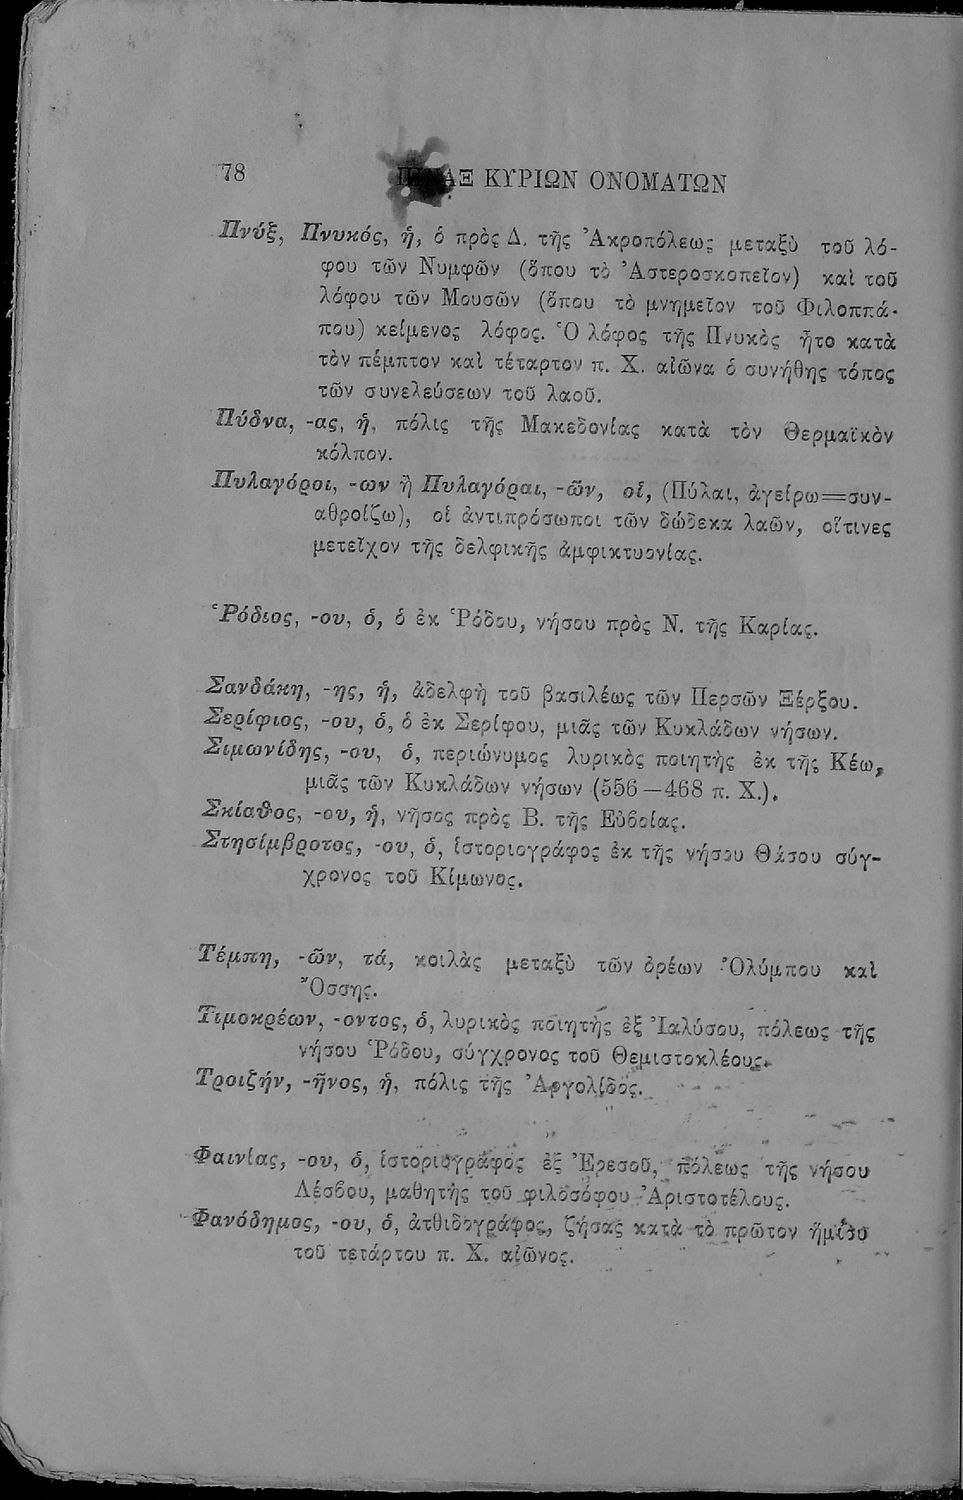 78
ΠΙΝΑΞ ΚΥΡΙΩΝ ΟΝΟΜΑΤΩΝ
Πνύξ, Πνυκός, ἡ, ὁ πρὸς Δ. τῆς Ἀκροπόλεως μεταξὺ τοῦ λό-
φου τῶν Νυμφῶν (ὅπου τὸ Ἀστεροσκοπεῖον) καὶ τοῦ
λόφου τῶν Μουσῶν (ὅπου τὸ μνημεῖον τοῦ Φιλοππά-
που) κείμενος λόφος. Ὁ λόφος τῆς Πνυκὸς ἦτο κατὰ
τὸν πέμπτον καὶ τέταρτον π. Χ. αἰῶνα ὁ συνήθης τόπος
τῶν συνελεύσεων τοῦ λαοῦ.
Πύδνα, -ας, ἡ, πόλις τῆς Μακεδονίας κατὰ τὸν Θερμαϊκὸν
κόλπον.
Πυλαγόροι, -ων ἢ Πυλαγόραι, -ῶν, οἱ, (Πύλαι, ἀγείρω=συν-
αθροίζω), οἱ ἀντιπρόσωποι τῶν δώδεκα λαῶν, οἵτινες
μετεῖχον τῆς δελφικῆς ἀμφικτυονίας.
Ῥόδιος, -ου, ὁ, ὁ ἐκ Ῥόδου, νήσου πρὸς Ν. τῆς Καρίας.
Σανδάκη, -ης, ἡ, ἀδελφὴ τοῦ βασιλέως τῶν Περσῶν Ξέρξου.
Σερίφιος, -ου, ὁ, ὁ ἐκ Σερίφου, μιᾶς τῶν Κυκλάδων νήσων.
Σιμωνίδης, -ου, ὁ, περιώνυμος λυρικὸς ποιητὴς ἐκ τῆς Κέω,
μιᾶς τῶν Κυκλάδων νήσων (556—468 π. Χ.).
Σκίαθος, -ου, ἡ, νῆσος πρὸς Β. τῆς Εὐβοίας.
Στησίμβροτος, -ου, ὁ, ἱστοριογράφος ἐκ τῆς νήσου Θάσου σύγ-
χρονος τοῦ Κίμωνος.
Τέμπη, -ῶν, τά, κοιλὰς μεταξὺ τῶν ὀρέων Ὀλύμπου καὶ
Ὄσσης.
Τιμοκρέων, -οντος, ὁ, λυρικὸς ποιητὴς ἐξ Ἰαλύσου, πόλεως τῆς
νήσου Ῥόδου, σύγχρονος τοῦ Θεμιστοκλέους.
Τροιζήν, -ῆνος, ἡ, πόλις τῆς Ἀργολίδος.
Φαινίας, -ου, ὁ, ἱστοριογράφος ἐξ Ἐρεσοῦ, πόλεως τῆς νήσου
Λέσβου, μαθητὴς τοῦ φιλοσόφου Ἀριστοτέλους.
Φανόδημος, -ου, ὁ, ἀτθιδογράφος, ζήσας κατὰ τὸ πρῶτον ἥμισυ
τοῦ τετάρτου π. Χ. αἰῶνος.